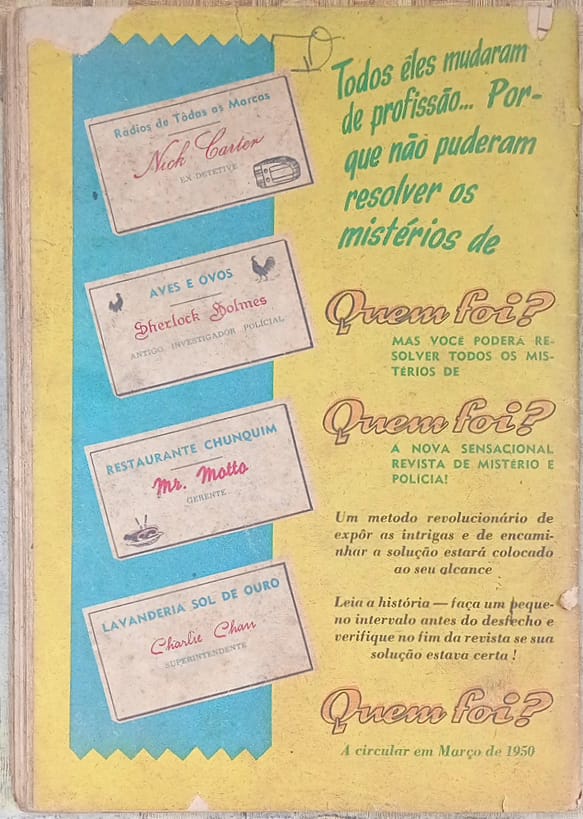 Rádios de Tôdas as Marcas
Nick Carter
EX-DETETIVE
AVES E OVOS
Sherlock Holmes
ANTIGO INVESTIGADOR POLICIAL
RESTAURANTE CHUNQUIM
Mr. Motto
GERENTE
LAVANDERIA SOL DE OURO
Charlie Chan
SUPERINTENDENTE
Todos êles mudaram
de profissão... Por-
que não puderam
resolver os
mistérios de
Quem foi?
MAS VOCÊ PODERÁ RE-
SOLVER TODOS OS MIS-
TÉRIOS DE
Quem foi?
A NOVA SENSACIONAL
REVISTA DE MISTÉRIO E
POLÍCIA!
Um metodo revolucionário de
expôr as intrigas e de encami-
nhar a solução estará colocado
ao seu alcance
Leia a história — faça um peque-
no intervalo antes do desfecho e
verifique no fim da revista se sua
solução estava certa !
Quem foi?
A circular em Março de 1950